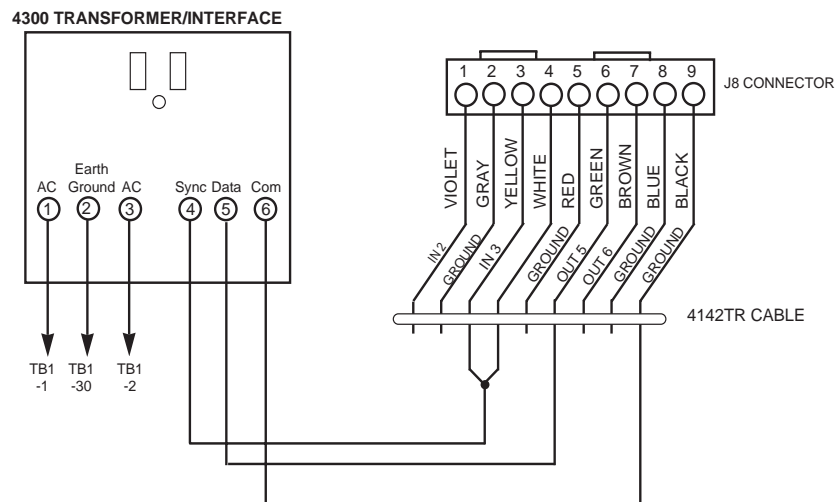 4300 TRANSFORMER/INTERFACE
AC
Earth
Ground
AC
Sync
Data
Com
1
2
3
4
5
6
TB1
-1
TB1
-30
TB1
-2
1
2
3
4
5
6
7
8
9
J8 CONNECTOR
VIOLET
GRAY
YELLOW
WHITE
RED
GREEN
BROWN
BLUE
BLACK
IN 2
GROUND
IN 3
GROUND
OUT 5
OUT 6
GROUND
GROUND
4142TR CABLE